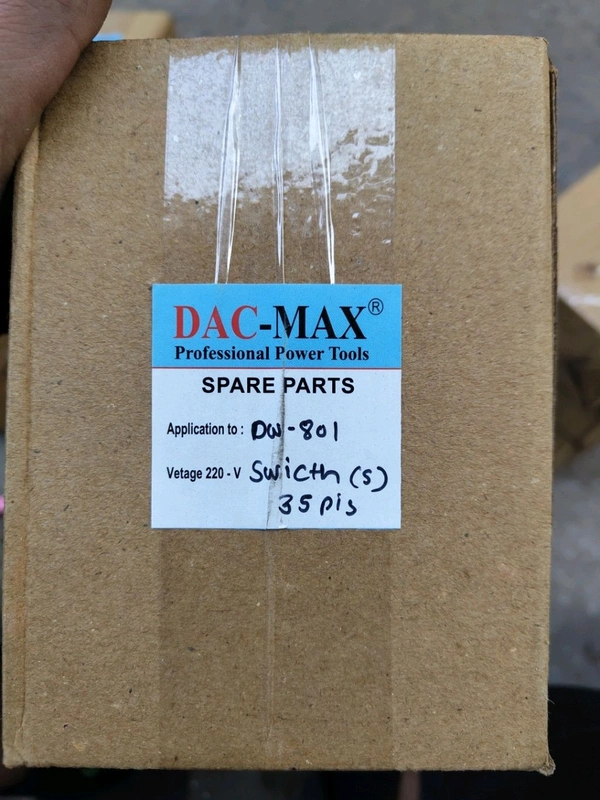 DAC-MAX®
Professional Power Tools
SPARE PARTS
Application to : DW-801
Vetage 220 - V Swicth (S)
35 pis